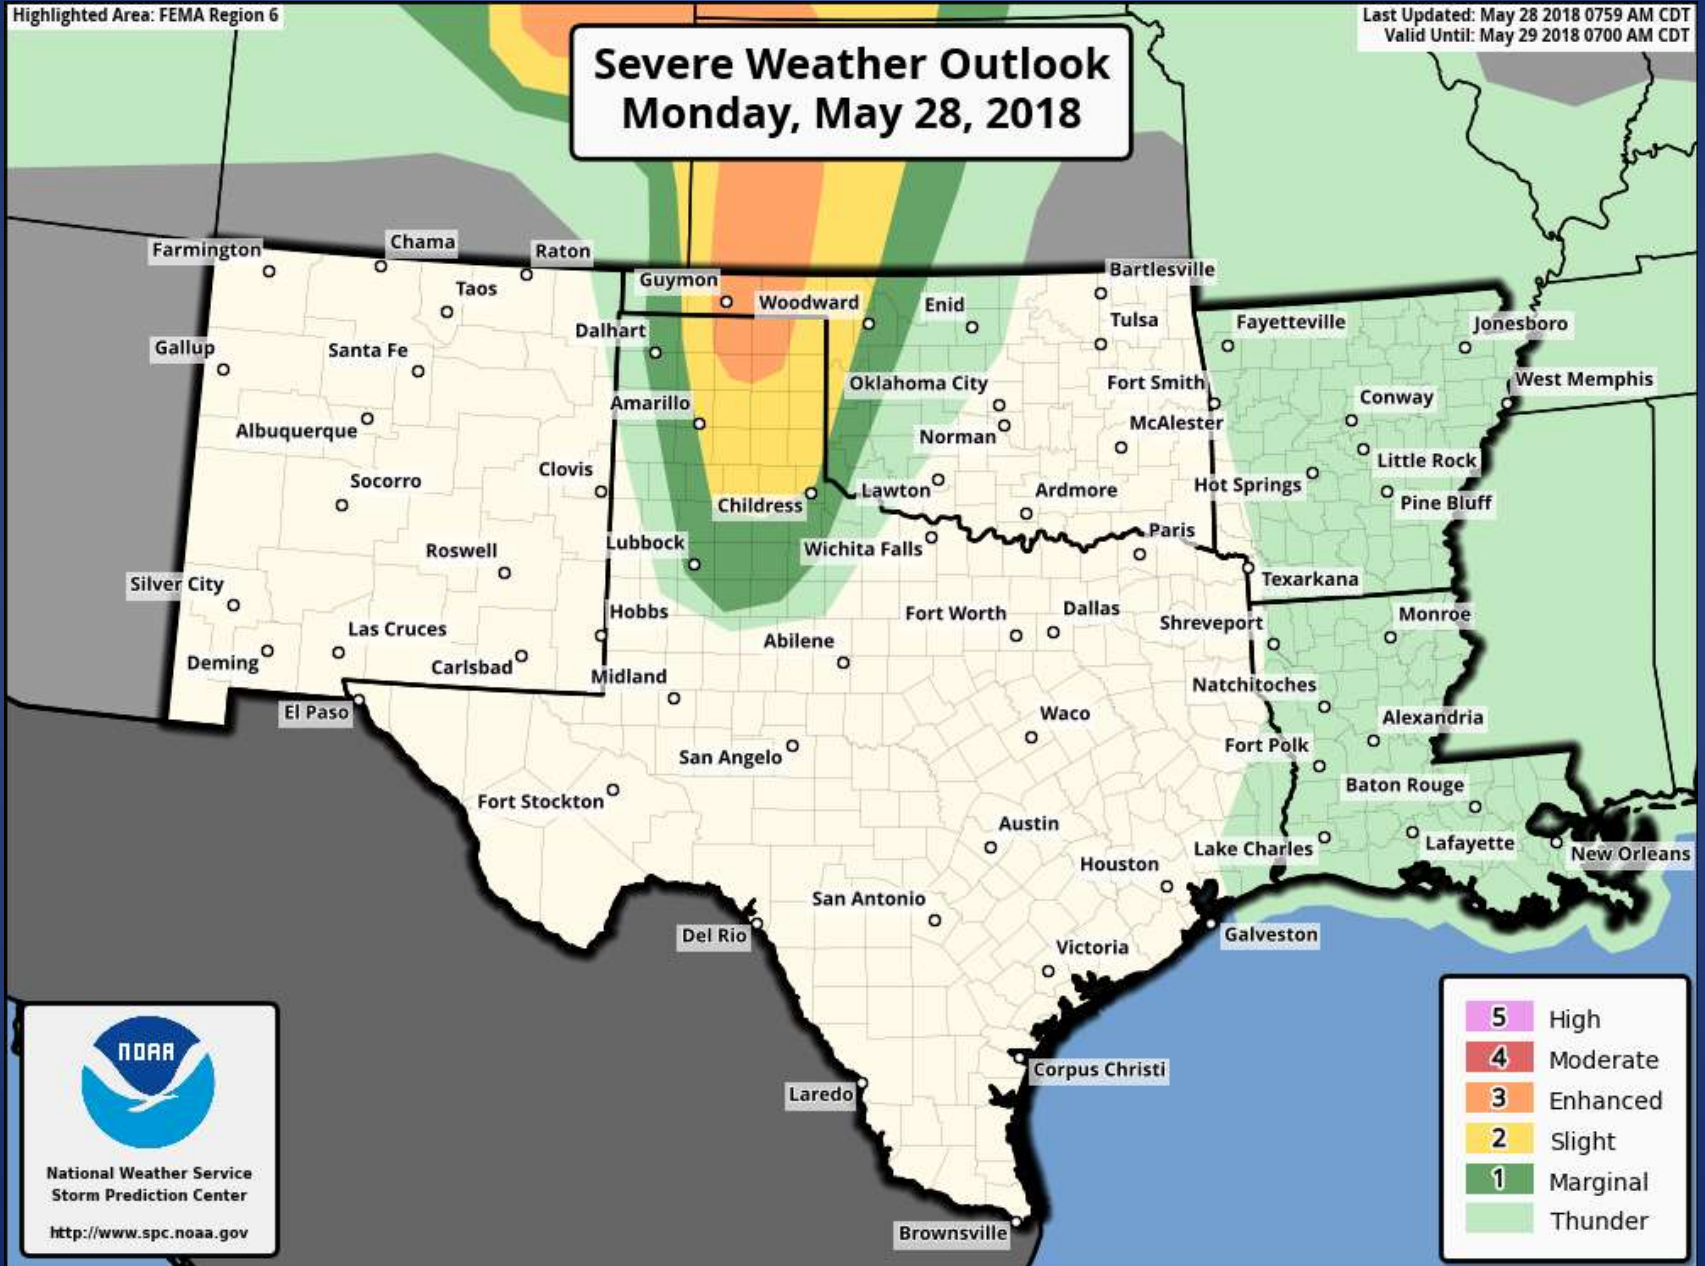 Highlighted Area: FEMA Region 6
Last Updated: May 28 2018 0759 AM CDT
Valid Until: May 29 2018 0700 AM CDT
Severe Weather Outlook
Monday, May 28, 2018
Farmington
Chama
Raton
Taos
Guymon
Woodward
Enid
Bartlesville
Tulsa
Fayetteville
Jonesboro
Gallup
Santa Fe
Dalhart
Oklahoma City
Fort Smith
West Memphis
Conway
Amarillo
Albuquerque
Norman
McAlester
Little Rock
Clovis
Socorro
Childress
Lawton
Ardmore
Hot Springs
Pine Bluff
Roswell
Lubbock
Wichita Falls
Paris
Texarkana
Silver City
Las Cruces
Hobbs
Fort Worth
Dallas
Shreveport
Monroe
Deming
Carlsbad
Midland
Abilene
Natchitoches
El Paso
Waco
Alexandria
San Angelo
Fort Polk
Fort Stockton
Baton Rouge
Austin
Lake Charles
Lafayette
New Orleans
Houston
San Antonio
Del Rio
Victoria
Galveston
Corpus Christi
Laredo
Brownsville
NOAA
National Weather Service
Storm Prediction Center
http://www.spc.noaa.gov
5 High
4 Moderate
3 Enhanced
2 Slight
1 Marginal
Thunder